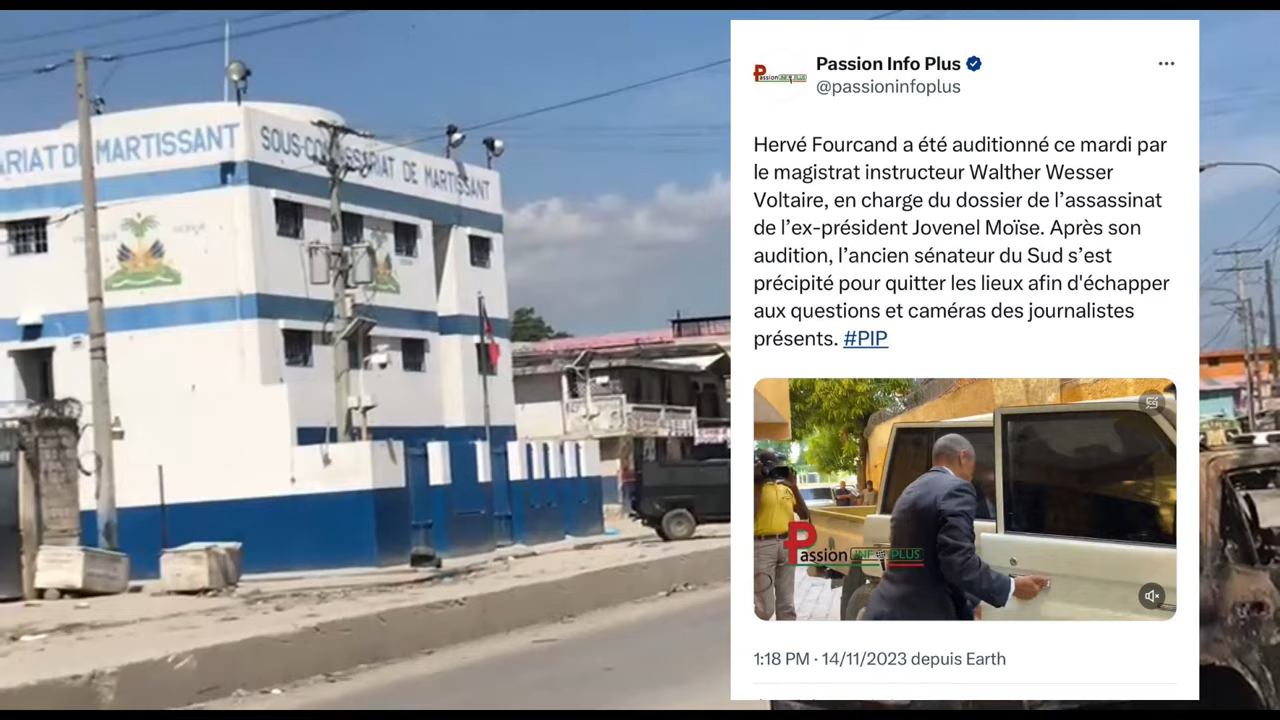 ARIAT DE MARTISSANT
SOUS-COMMISSARIAT DE MARTISSANT
Passion Info Plus
@passioninfoplus
Hervé Fourcand a été auditionné ce mardi par
le magistrat instructeur Walther Wesser
Voltaire, en charge du dossier de l’assassinat
de l’ex-président Jovenel Moïse. Après son
audition, l’ancien sénateur du Sud s’est
précipité pour quitter les lieux afin d'échapper
aux questions et caméras des journalistes
présents. #PIP
Passion INFO PLUS
1:18 PM · 14/11/2023 depuis Earth